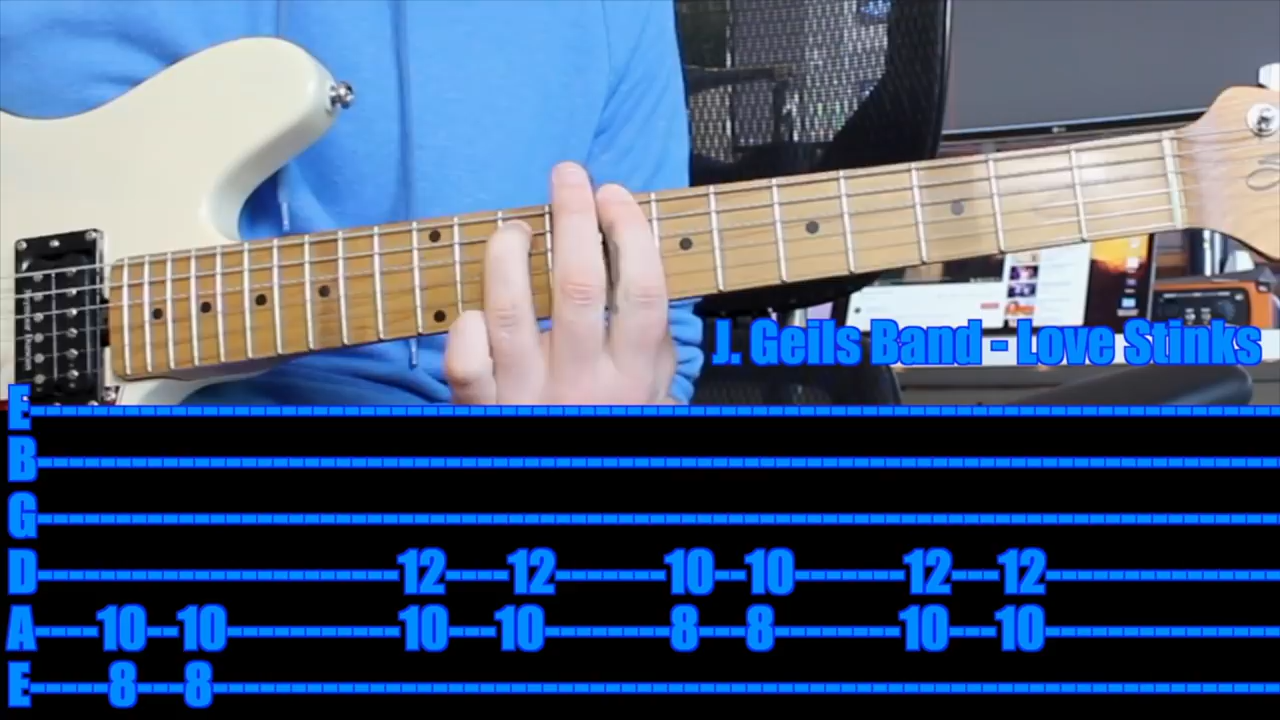 J. Geils Band - Love Stinks
E
B
G
D 12 12 10 10 12 12
A 10 10 10 10 8 8 10 10
E 8 8